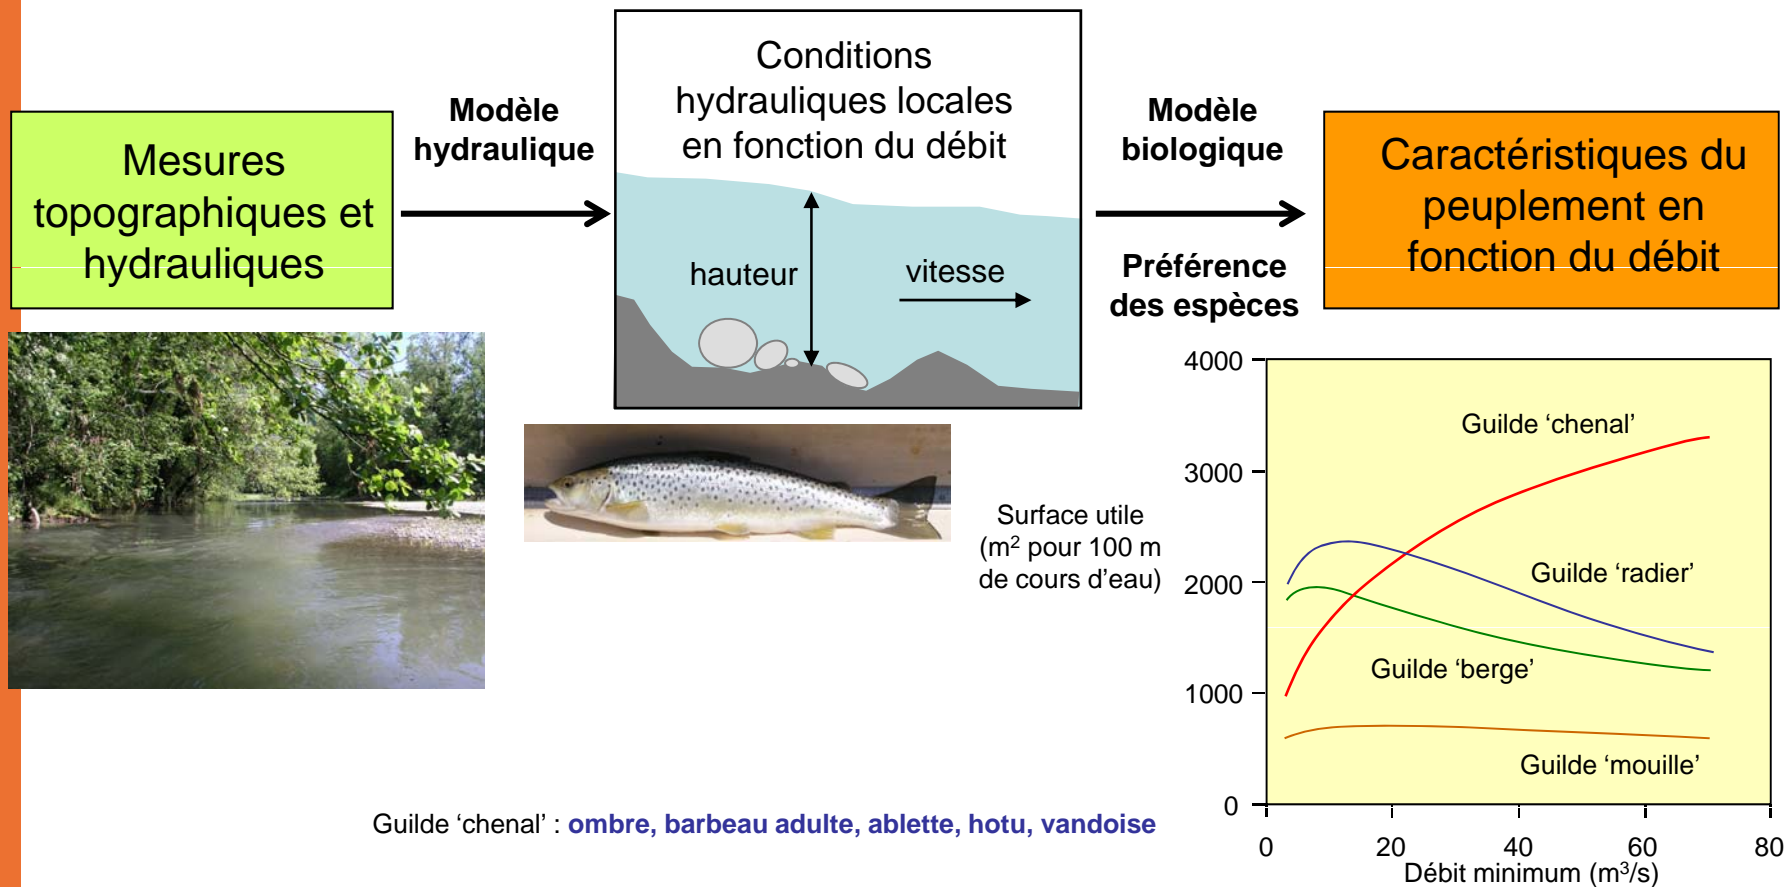 Mesures
topographiques et
hydrauliques
Modèle
hydraulique
Conditions
hydrauliques locales
en fonction du débit
hauteur
vitesse
Modèle
biologique
Préférence
des espèces
Caractéristiques du
peuplement en
fonction du débit
Surface utile
(m² pour 100 m
de cours d’eau)
4000
3000
2000
1000
0
Guilde ‘chenal’
Guilde ‘radier’
Guilde ‘berge’
Guilde ‘mouille’
0 20 40 60 80
Débit minimum (m³/s)
Guilde ‘chenal’ : ombre, barbeau adulte, ablette, hotu, vandoise